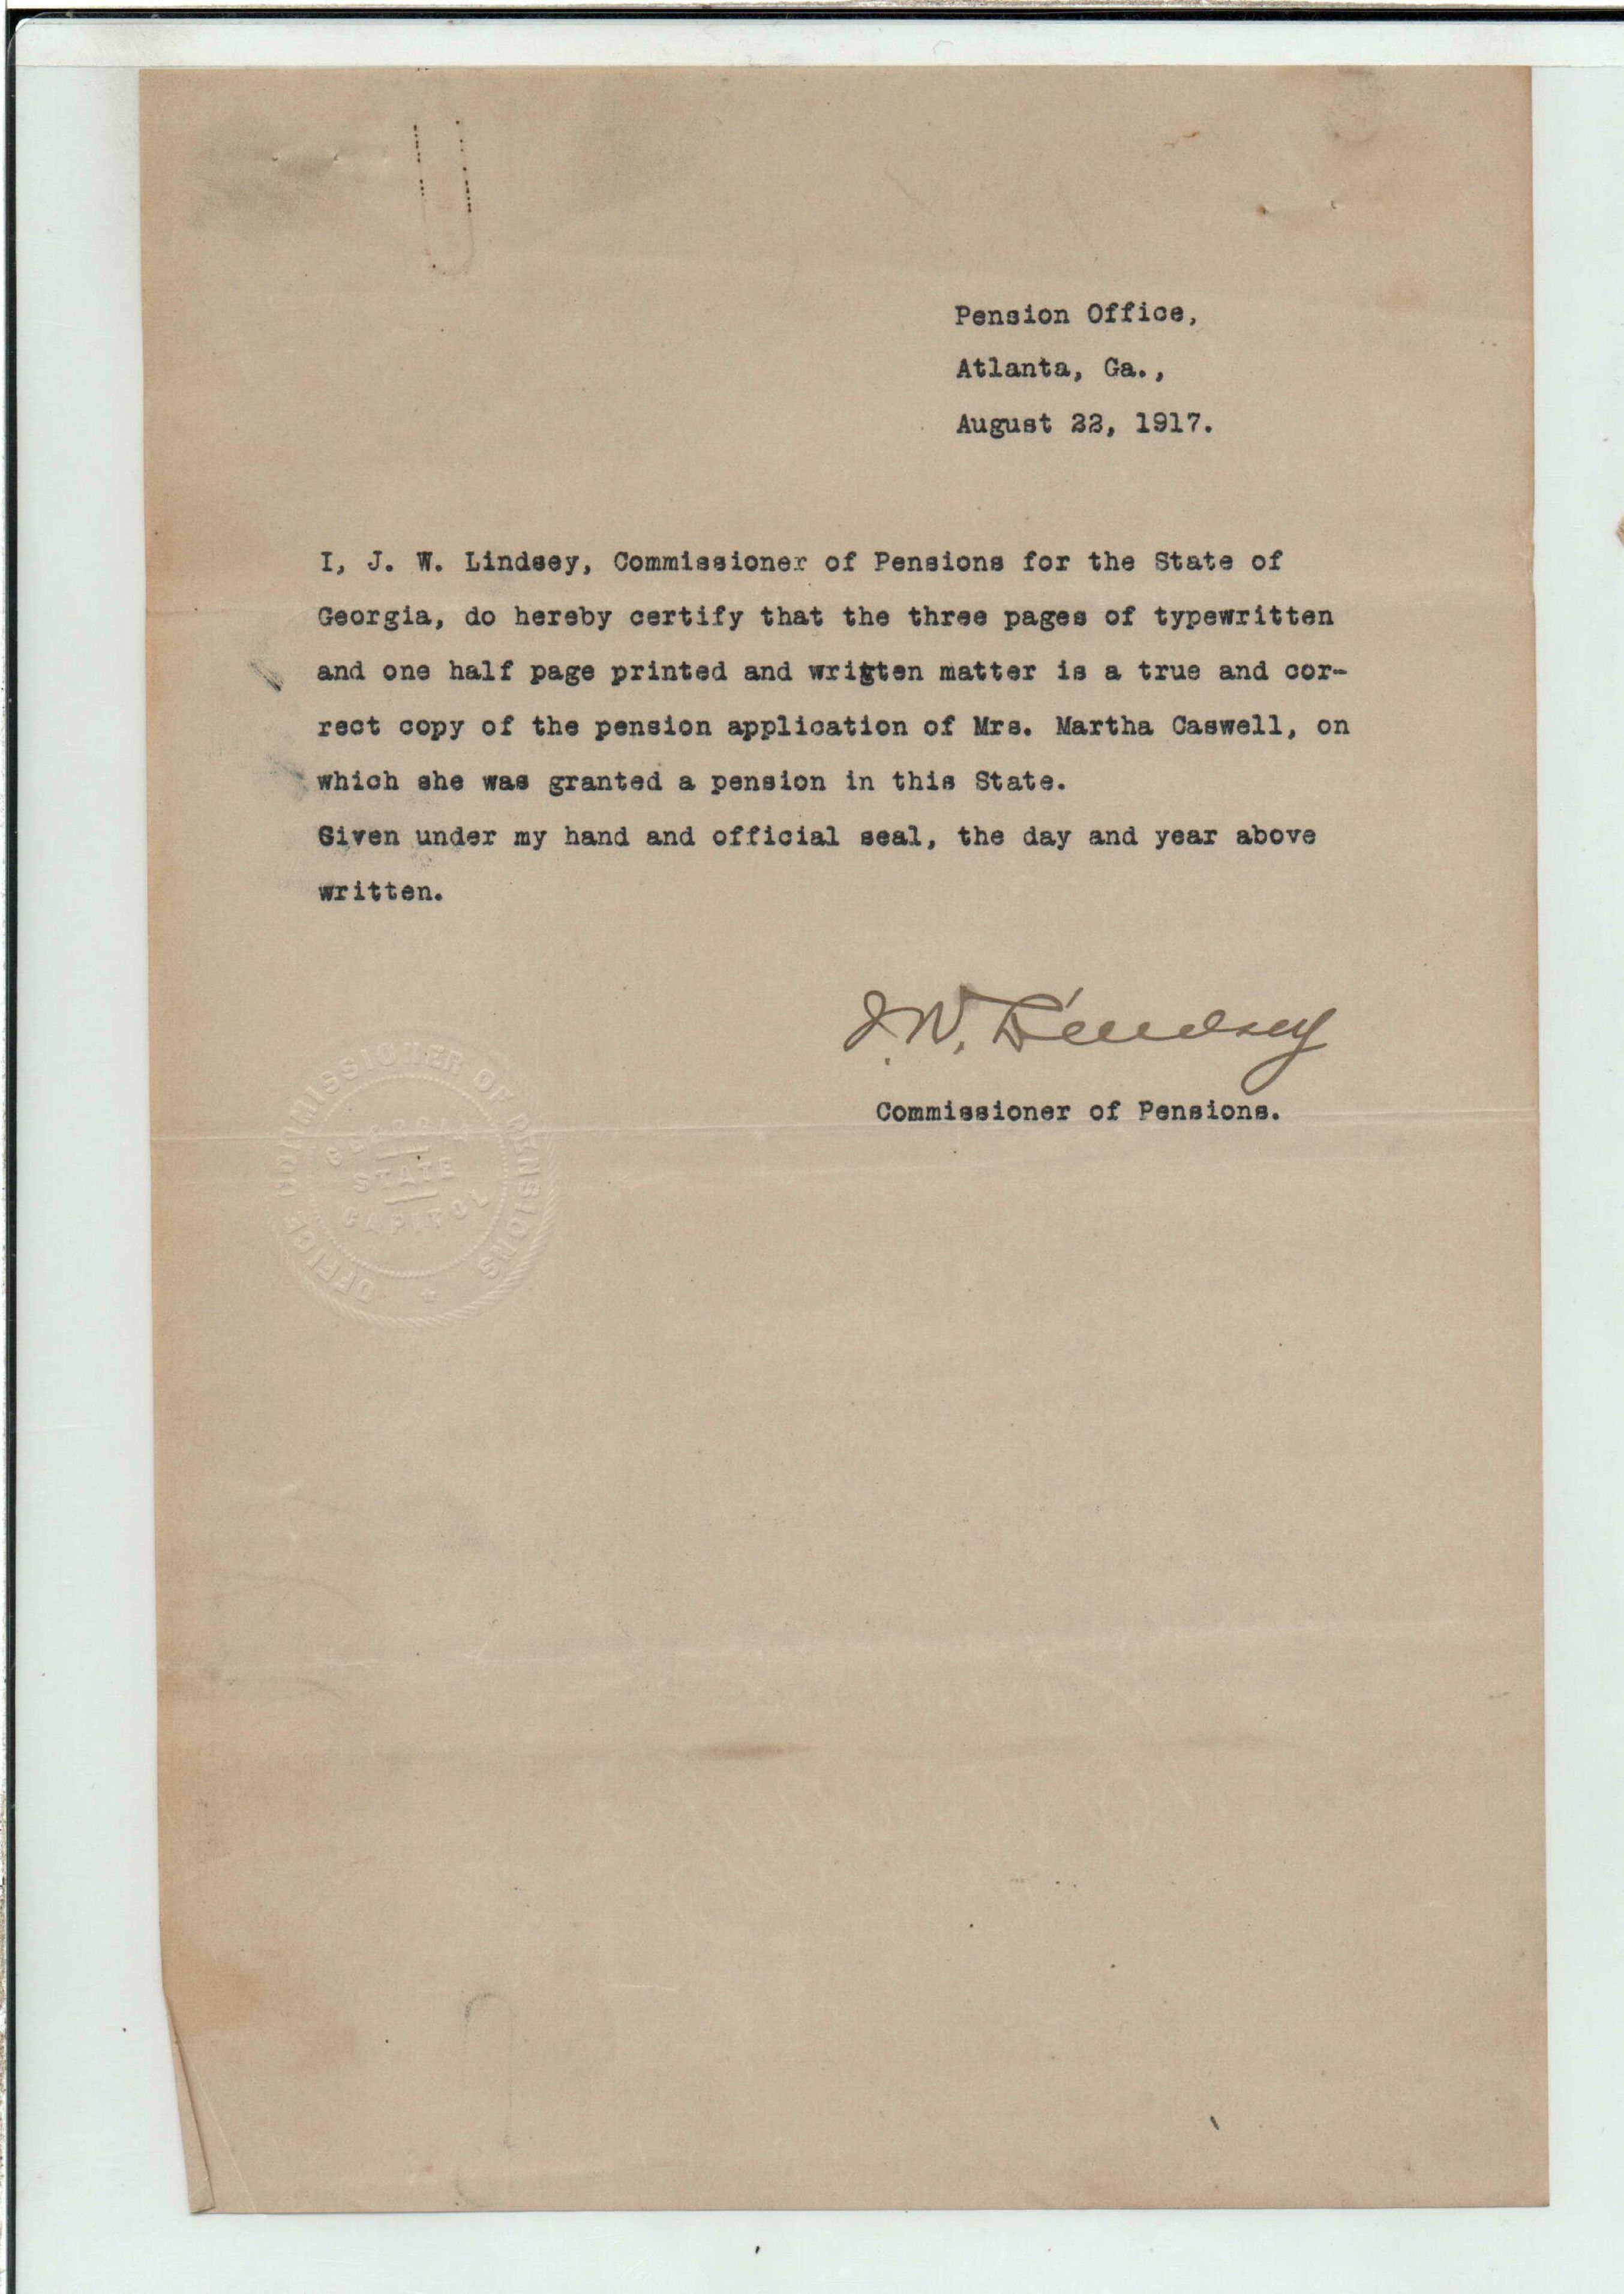 Pension Office,
Atlanta, Ga.,
August 22, 1917.
I, J. W. Lindsey, Commissioner of Pensions for the State of
Georgia, do hereby certify that the three pages of typewritten
and one half page printed and written matter is a true and cor-
rect copy of the pension application of Mrs. Martha Caswell, on
which she was granted a pension in this State.
Given under my hand and official seal, the day and year above
written.
J. W. Lindsey
Commissioner of Pensions.
OFFICE COMMISSIONER OF PENSIONS
GEORGIA
STATE
CAPITOL